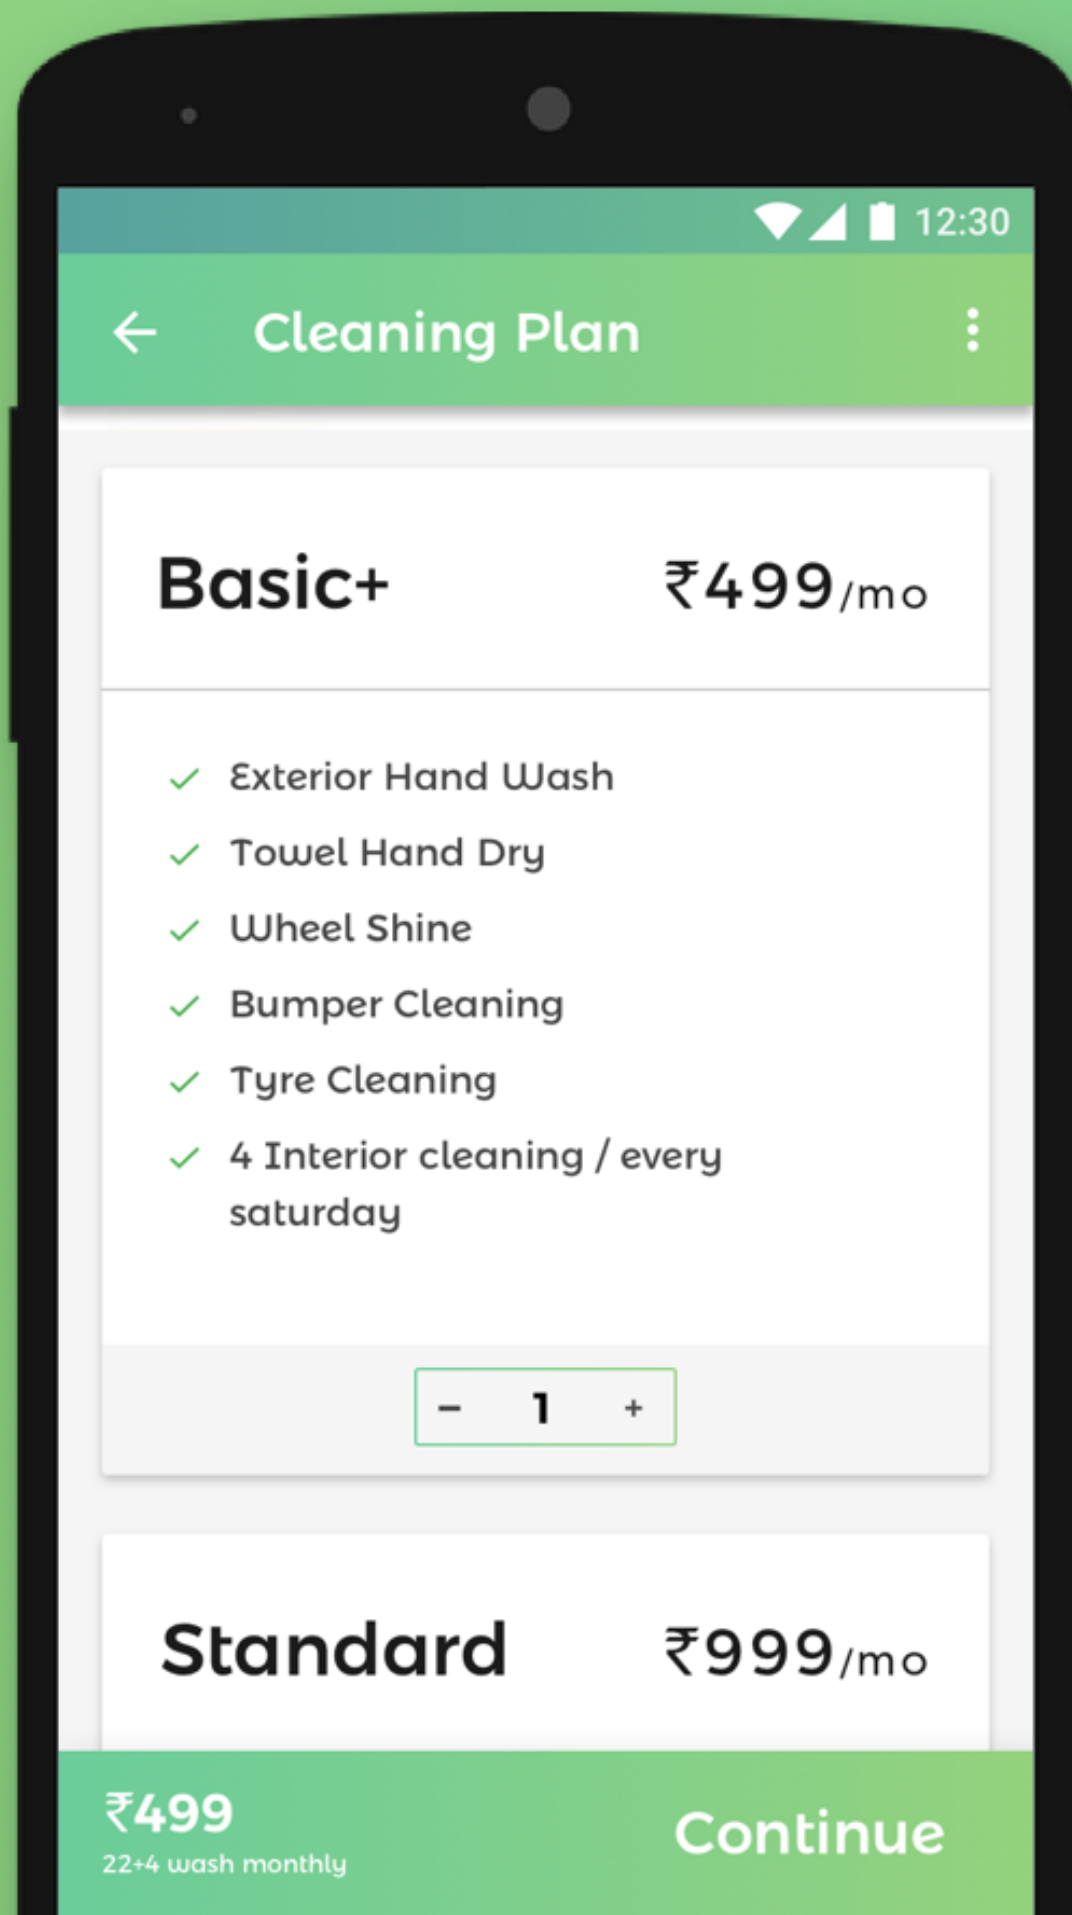 12:30
Cleaning Plan
Basic+
₹499/mo
Exterior Hand Wash
Towel Hand Dry
Wheel Shine
Bumper Cleaning
Tyre Cleaning
4 Interior cleaning / every
saturday
− 1 +
Standard
₹999/mo
₹499
22+4 wash monthly
Continue